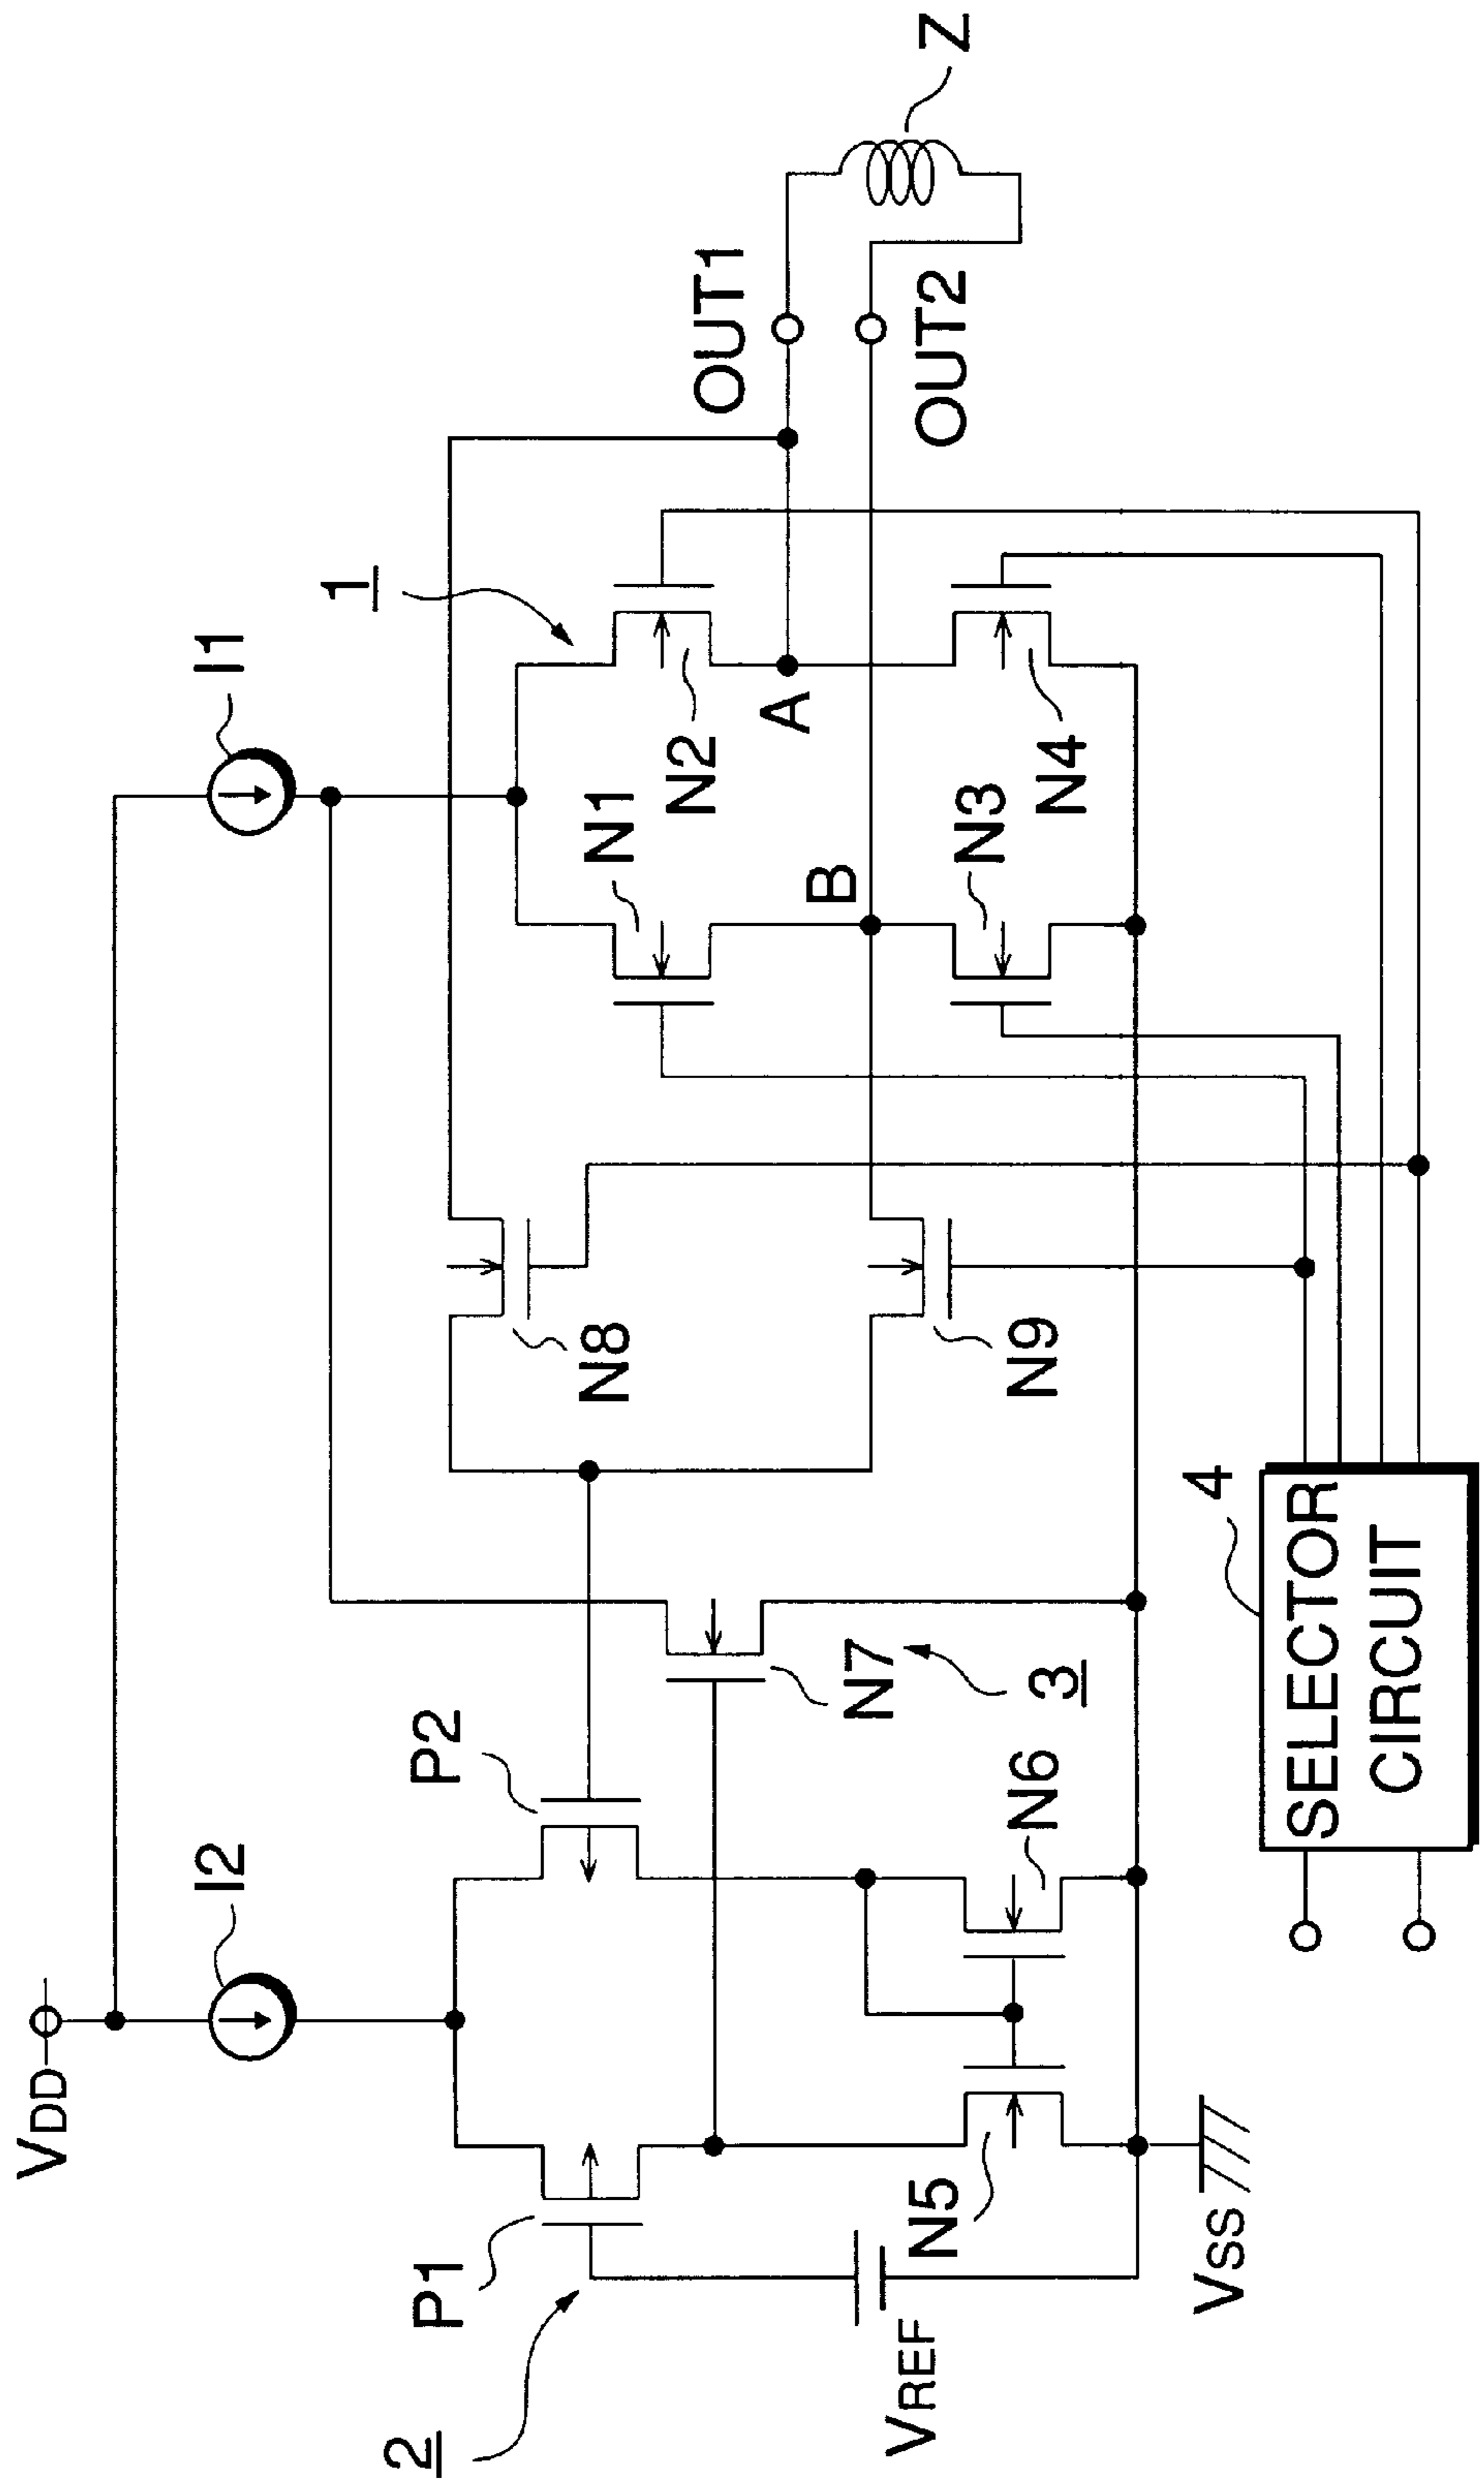 VDD
I2
I1
1
P1
P2
N8
N1
N2
OUT1
Z
2
A
B
N7
3
VREF
N5
N6
N9
N3
N4
OUT2
VSS
4
SELECTOR
CIRCUIT